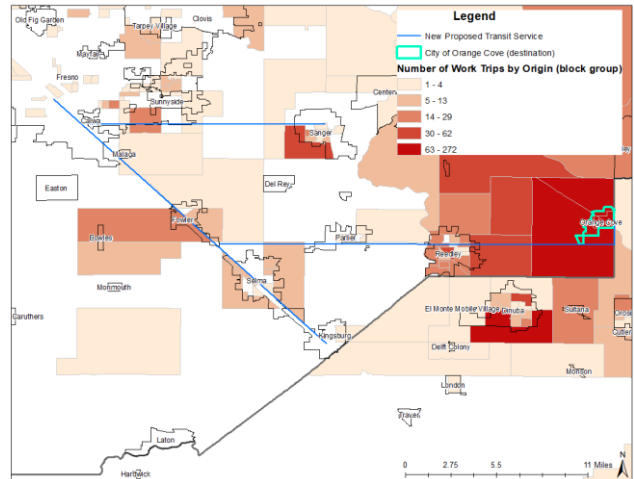 Old Fig Garden
Tarpey Village
Clovis
Mayfair
Fresno
Sunnyside
Calwa
Malaga
Sanger
Easton
Del Rey
Fowler
Bowles
Parlier
Reedley
Orange Cove
Monmouth
Selma
Caruthers
Kingsburg
El Monte Mobile Village
Dinuba
Sultana
Delft Colony
Monson
London
Traver
Laton
Hardwick
Legend
New Proposed Transit Service
City of Orange Cove (destination)
Number of Work Trips by Origin (block group)
1 - 4
5 - 13
14 - 29
30 - 62
63 - 272
0 2.75 5.5 11 Miles
N